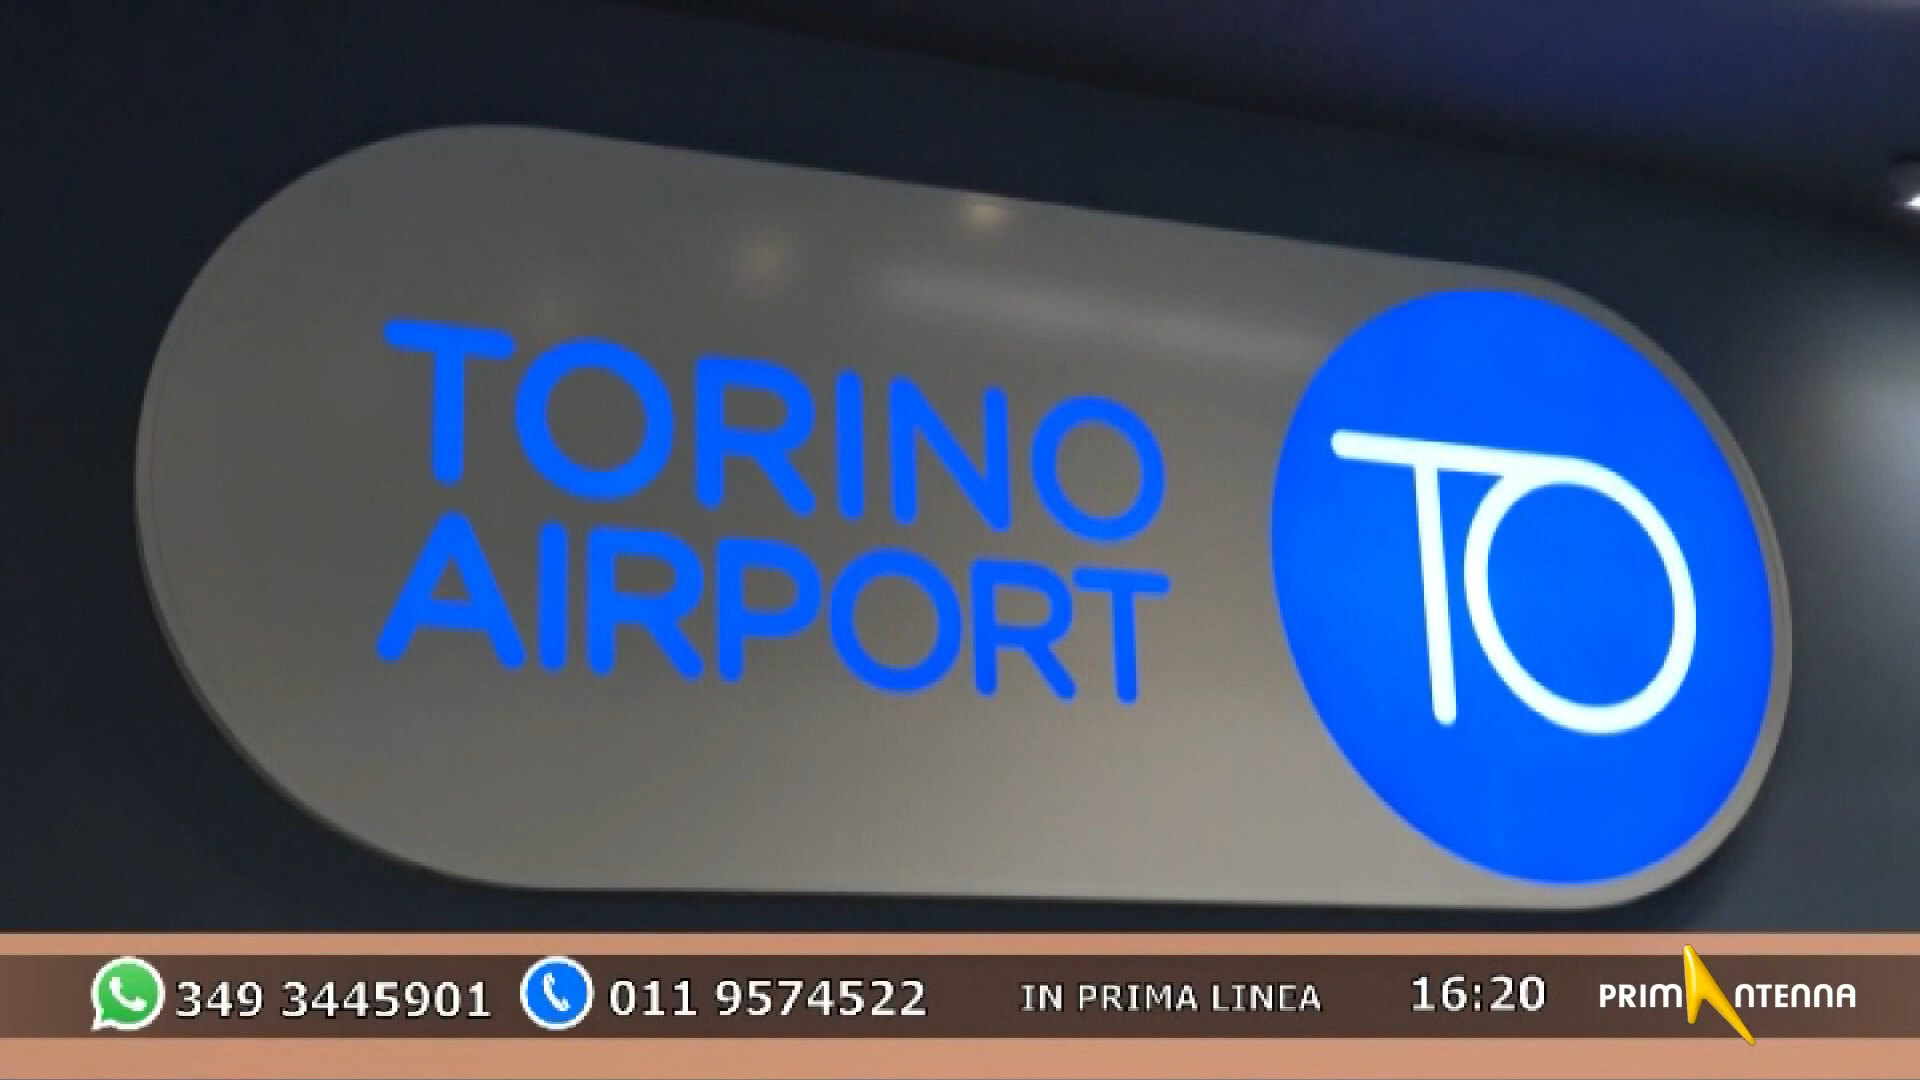 TORINO
AIRPORT
TO
349 3445901 011 9574522 IN PRIMA LINEA 16:20 PRIMANTENNA